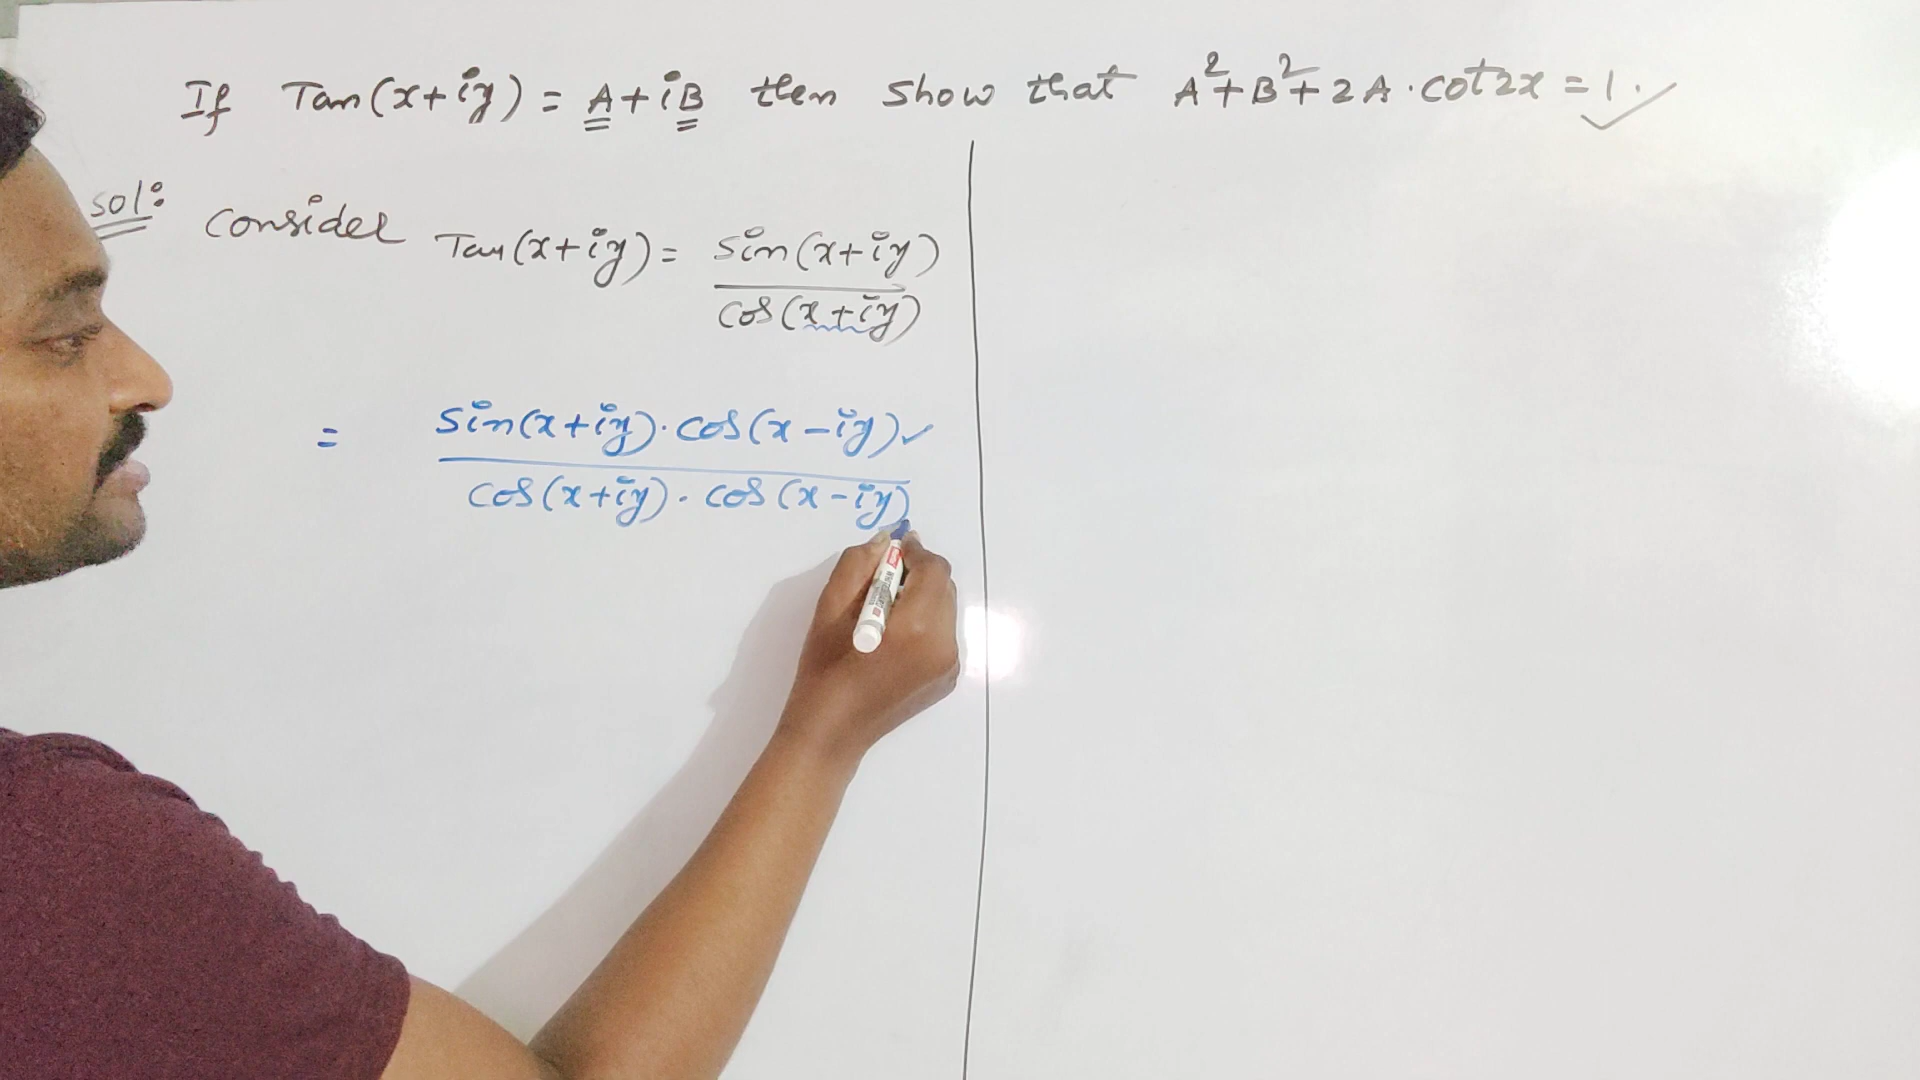 If Tan(x+iy) = A+iB then show that A²+B²+2A·cot2x = 1.
Sol: consider Tan(x+iy) = sin(x+iy)
cos(x+iy)
= sin(x+iy)·cos(x-iy)
cos(x+iy)·cos(x-iy)